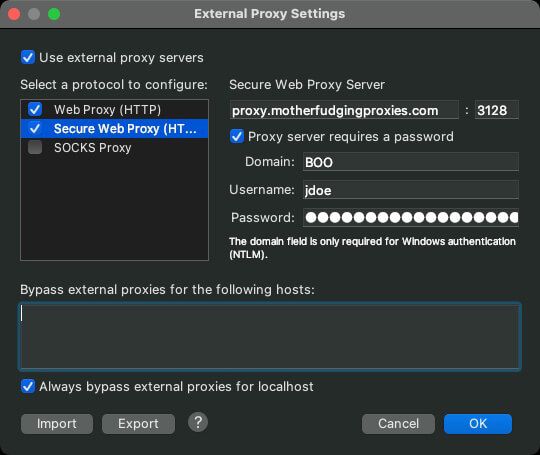 External Proxy Settings
Use external proxy servers
Select a protocol to configure:
Web Proxy (HTTP)
Secure Web Proxy (HT...
SOCKS Proxy
Secure Web Proxy Server
proxy.motherfudgingproxies.com : 3128
Proxy server requires a password
Domain: BOO
Username: jdoe
Password: ●●●●●●●●●●●●●●●●●●●
The domain field is only required for Windows authentication
(NTLM).
Bypass external proxies for the following hosts:
Always bypass external proxies for localhost
Import Export ? Cancel OK